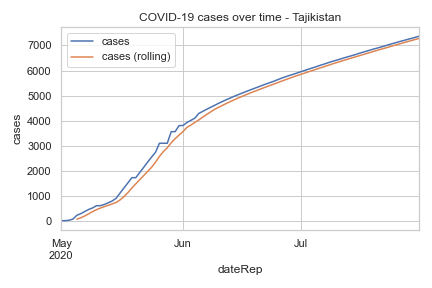 COVID-19 cases over time - Tajikistan
cases
cases (rolling)
7000
6000
5000
4000
3000
2000
1000
0
cases
May
2020
Jun
Jul
dateRep